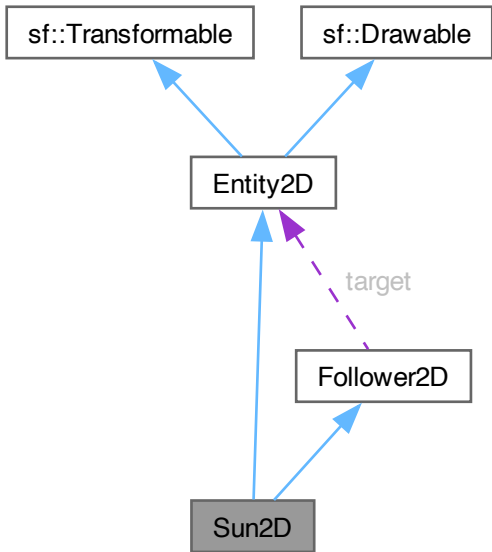 sf::Transformable
sf::Drawable
Entity2D
target
Follower2D
Sun2D